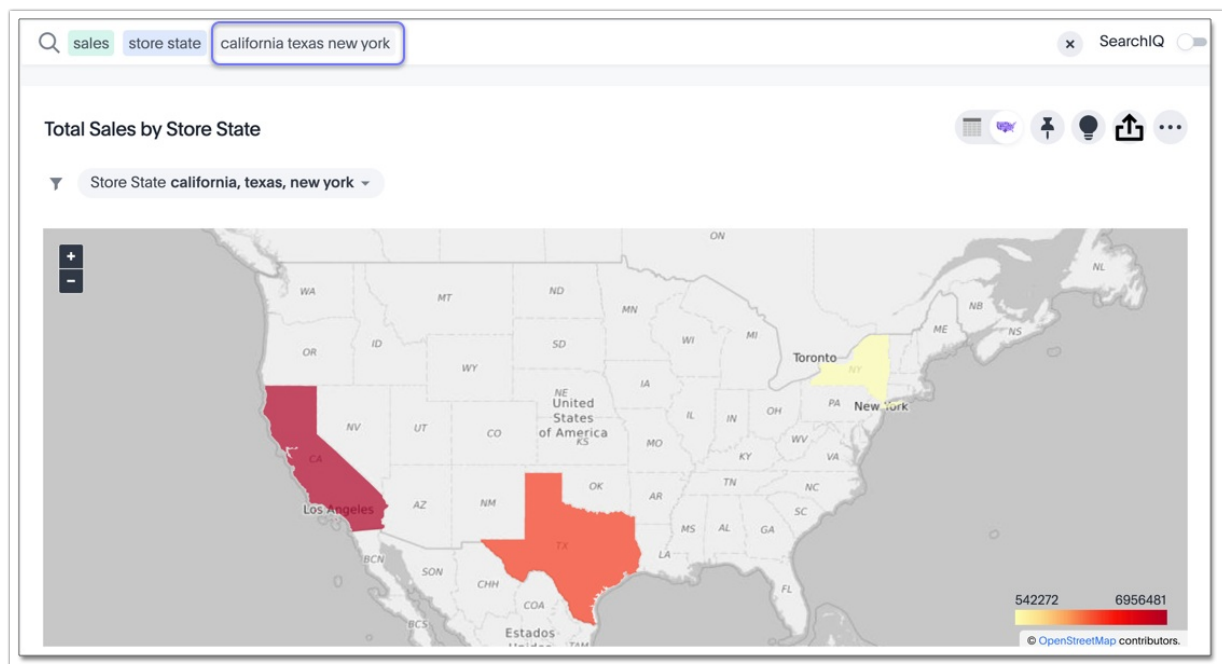 sales store state california texas new york
SearchIQ
Total Sales by Store State
Store State california, texas, new york
+
-
ON
NL
WA
MT
ND
MN
NB
ME
NS
OR
ID
SD
WI
MI
Toronto
NY
WY
IA
NE
United
States
of America
KS
PA
New York
NV
UT
CO
IL
IN
OH
MO
WV
KY
VA
CA
Los Angeles
AZ
NM
OK
AR
TN
NC
SC
MS
AL
GA
TX
LA
BCN
SON
CHH
COA
FL
BCS
Estados
TAM
542272 6956481
© OpenStreetMap contributors.